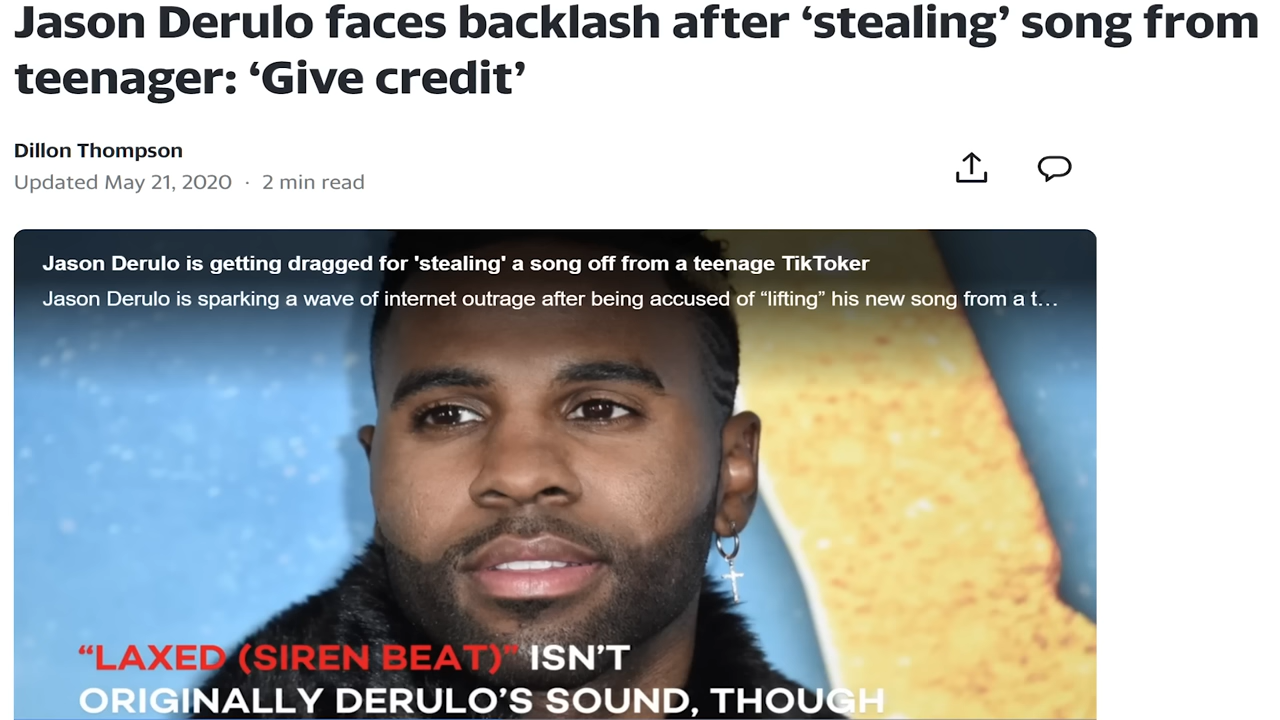 Jason Derulo faces backlash after ‘stealing’ song from
teenager: ‘Give credit’
Dillon Thompson
Updated May 21, 2020 · 2 min read
Jason Derulo is getting dragged for 'stealing' a song off from a teenage TikToker
Jason Derulo is sparking a wave of internet outrage after being accused of “lifting” his new song from a t…
“LAXED (SIREN BEAT)” ISN’T
ORIGINALLY DERULO’S SOUND, THOUGH